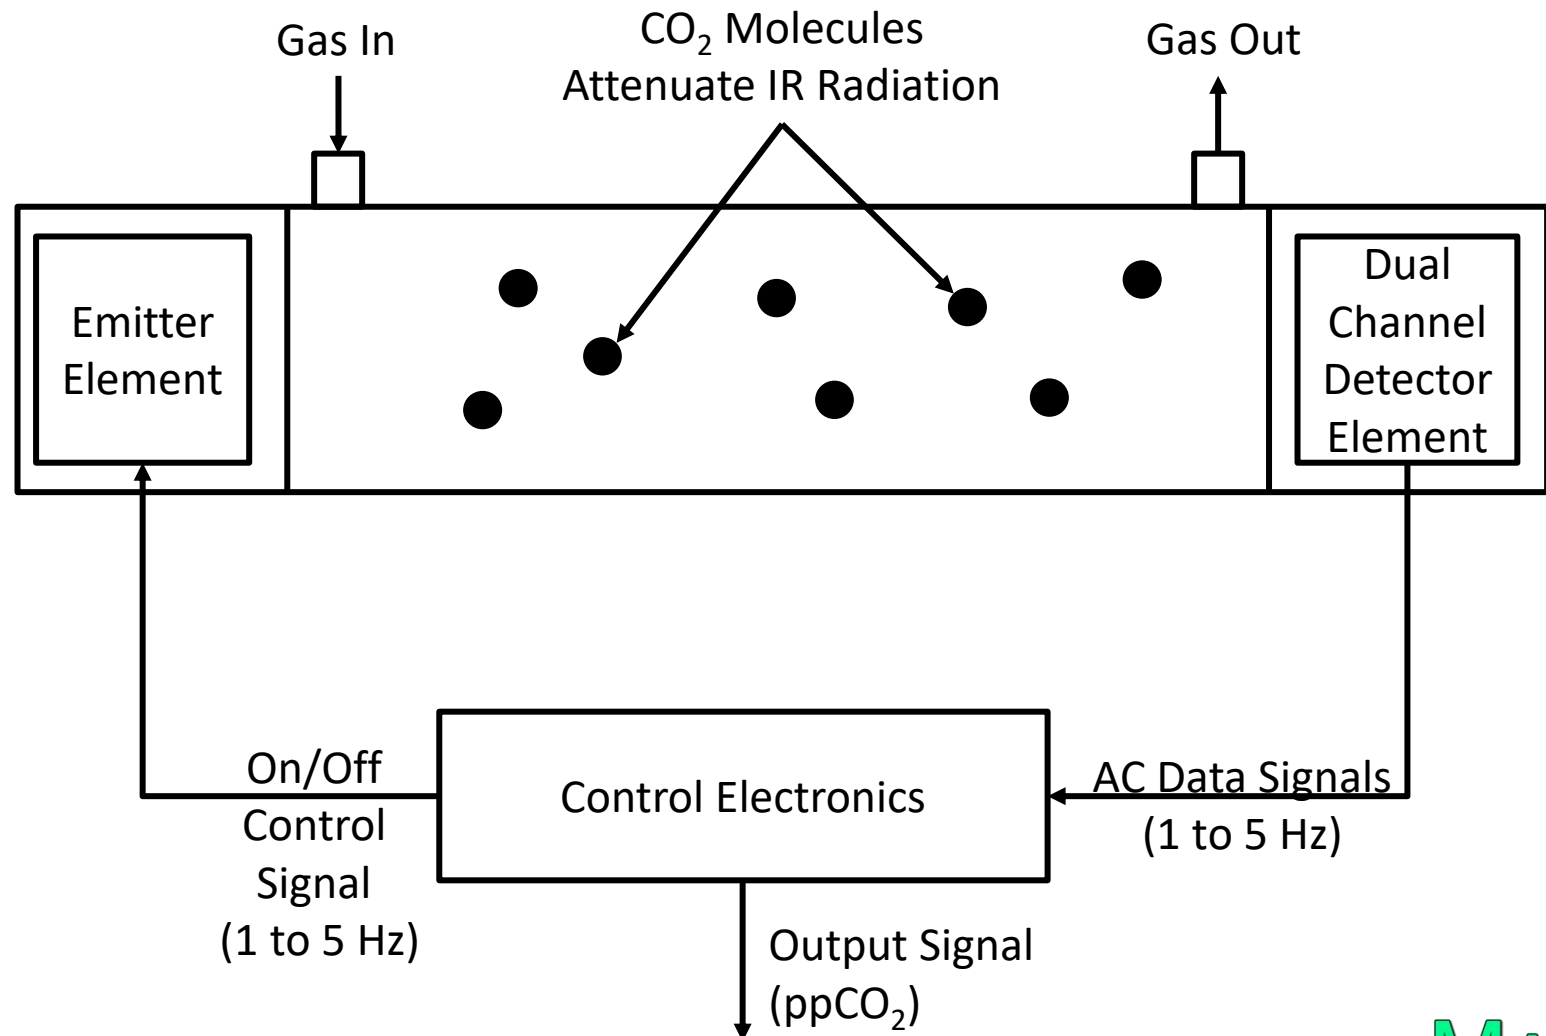 Gas In
CO₂ Molecules
Attenuate IR Radiation
Gas Out
Emitter
Element
Dual
Channel
Detector
Element
On/Off
Control
Signal
(1 to 5 Hz)
Control Electronics
AC Data Signals
(1 to 5 Hz)
Output Signal
(ppCO₂)